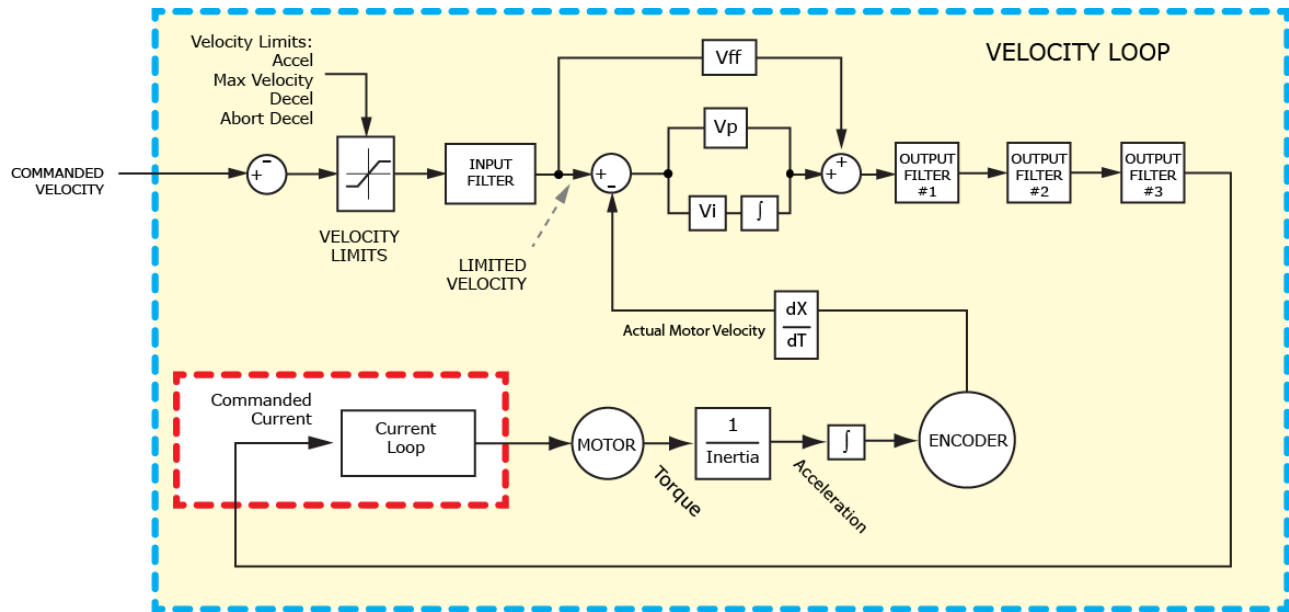 VELOCITY LOOP
Velocity Limits:
Accel
Max Velocity
Decel
Abort Decel
Vff
Vp
COMMANDED
VELOCITY
+
-
INPUT
FILTER
+
-
Vi
∫
+
+
OUTPUT
FILTER
#1
OUTPUT
FILTER
#2
OUTPUT
FILTER
#3
VELOCITY
LIMITS
LIMITED
VELOCITY
Actual Motor Velocity
dX
dT
Commanded
Current
Current
Loop
MOTOR
Torque
1
Inertia
Acceleration
∫
ENCODER